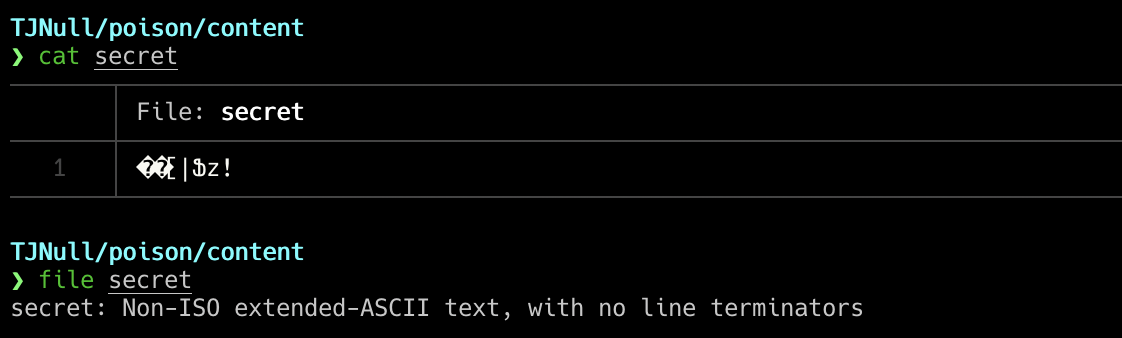 TJNull/poison/content
❯ cat secret
File: secret
1 ��[|Ֆz!
TJNull/poison/content
❯ file secret
secret: Non-ISO extended-ASCII text, with no line terminators